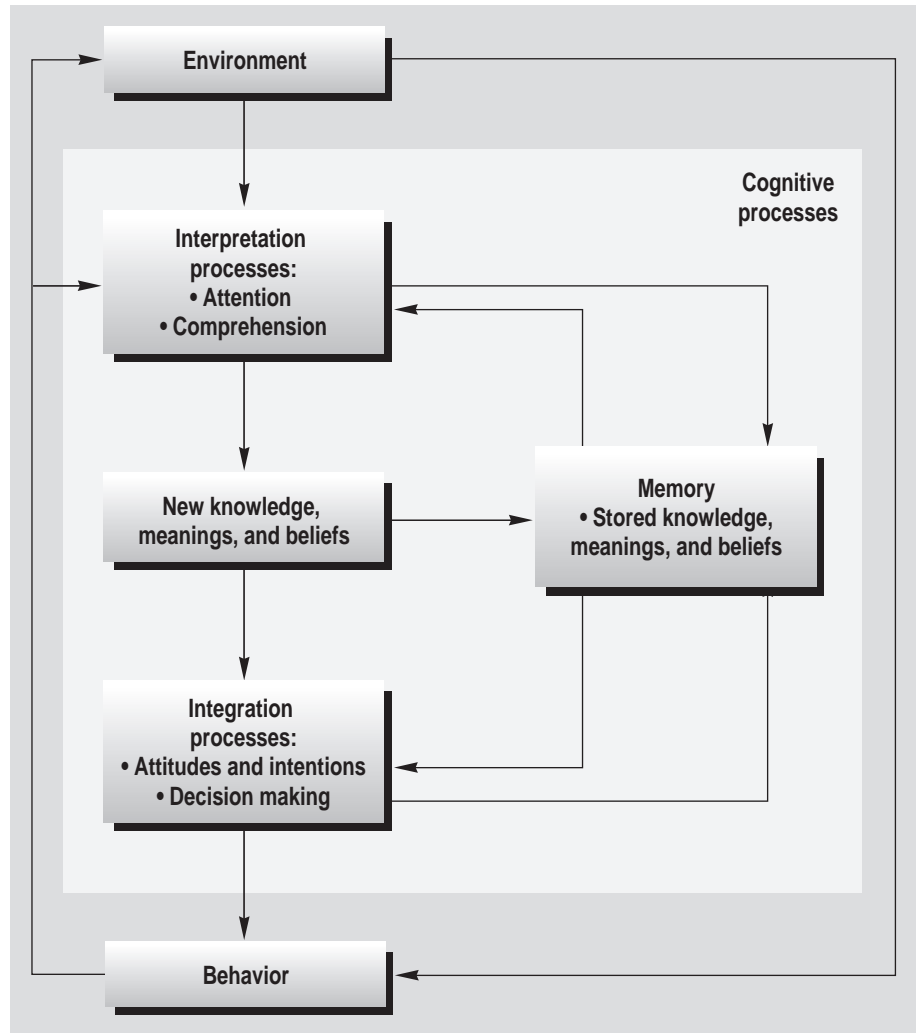 Environment
Cognitive
processes
Interpretation
processes:
• Attention
• Comprehension
New knowledge,
meanings, and beliefs
Memory
• Stored knowledge,
meanings, and beliefs
Integration
processes:
• Attitudes and intentions
• Decision making
Behavior